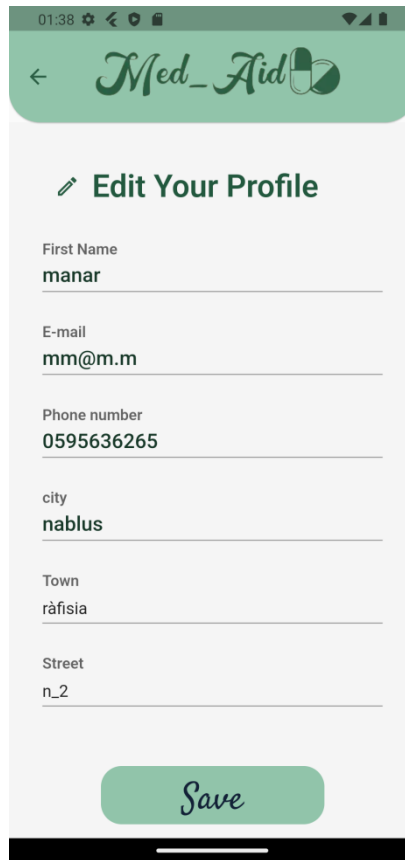 01:38
Med_Aid
Edit Your Profile
First Name
manar
E-mail
mm@m.m
Phone number
0595636265
city
nablus
Town
ràfisia
Street
n_2
Save